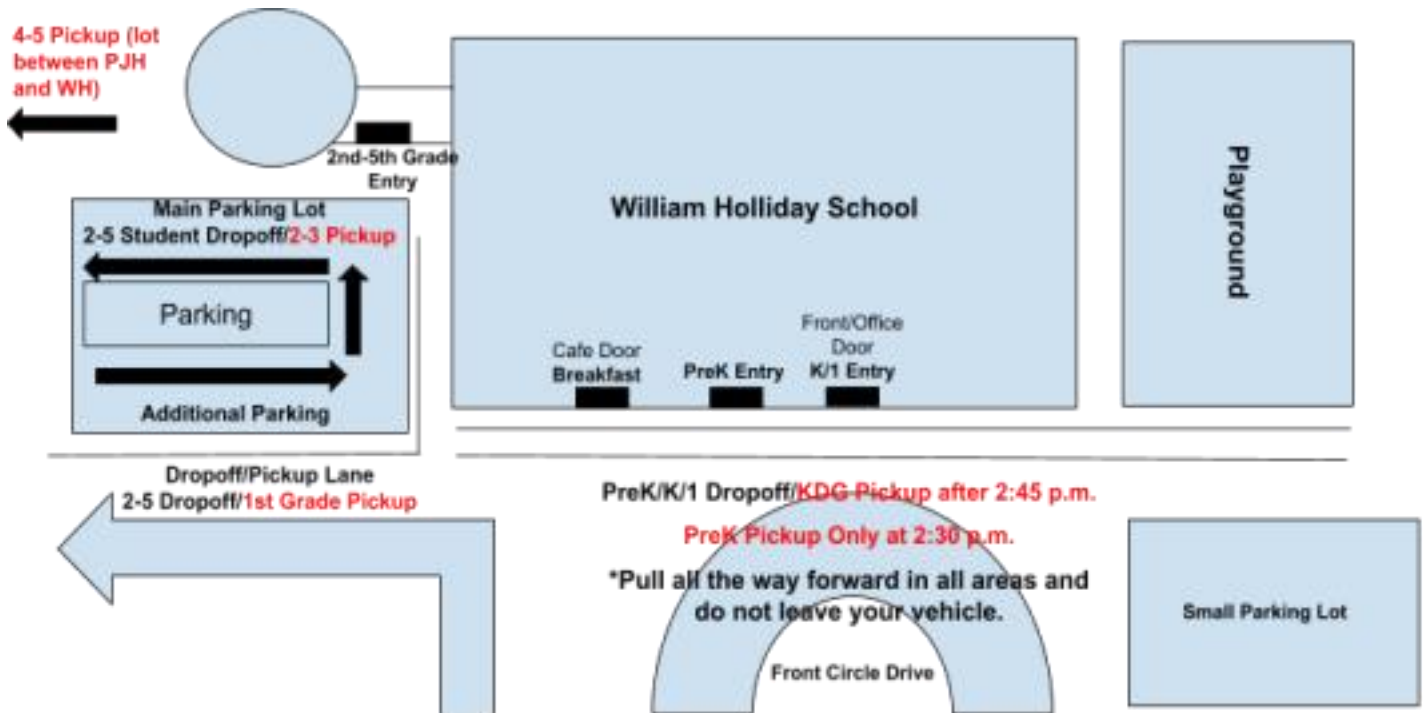 4-5 Pickup (lot
between PJH
and WH)
2nd-5th Grade
Entry
William Holliday School
Playground
Main Parking Lot
2-5 Student Dropoff/2-3 Pickup
Parking
Additional Parking
Cafe Door
Breakfast
PreK Entry
Front/Office
Door
K/1 Entry
Dropoff/Pickup Lane
2-5 Dropoff/1st Grade Pickup
PreK/K/1 Dropoff/KDG Pickup after 2:45 p.m.
PreK Pickup Only at 2:30 p.m.
*Pull all the way forward in all areas and
do not leave your vehicle.
Front Circle Drive
Small Parking Lot